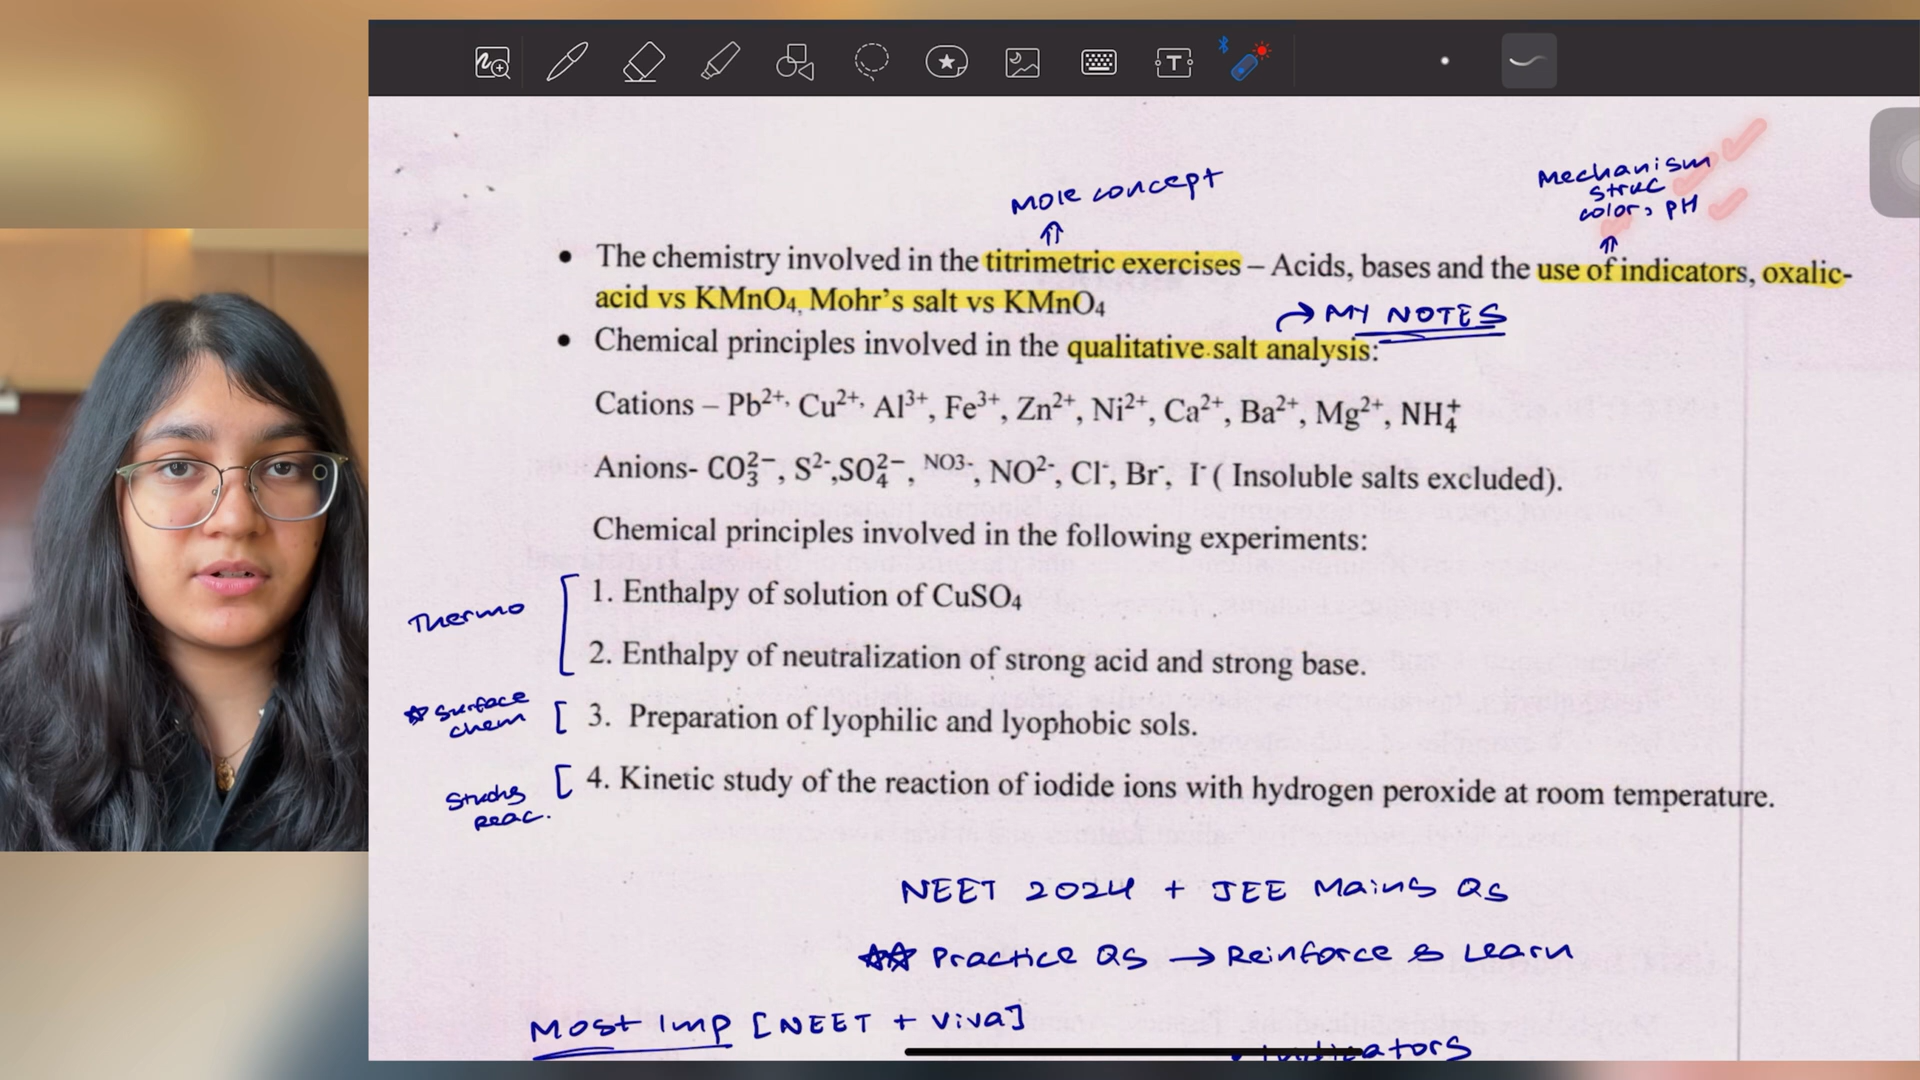 Mechanism
struc
color, PH
Mole concept
• The chemistry involved in the titrimetric exercises – Acids, bases and the use of indicators, oxalic-
acid vs KMnO4, Mohr's salt vs KMnO4
→ MY NOTES
• Chemical principles involved in the qualitative salt analysis:
Cations – Pb²⁺, Cu²⁺, Al³⁺, Fe³⁺, Zn²⁺, Ni²⁺, Ca²⁺, Ba²⁺, Mg²⁺, NH₄⁺
Anions- CO₃²⁻, S²⁻,SO₄²⁻, NO3-, NO²⁻, Cl⁻, Br⁻, I⁻ ( Insoluble salts excluded).
Chemical principles involved in the following experiments:
Thermo
1. Enthalpy of solution of CuSO4
2. Enthalpy of neutralization of strong acid and strong base.
☆ Surface
chem
3. Preparation of lyophilic and lyophobic sols.
4. Kinetic study of the reaction of iodide ions with hydrogen peroxide at room temperature.
reac.
NEET 2024 + JEE Mains Qs
☆☆ Practice Qs → Reinforce & Learn
Most Imp [NEET + Viva]
• Indicators